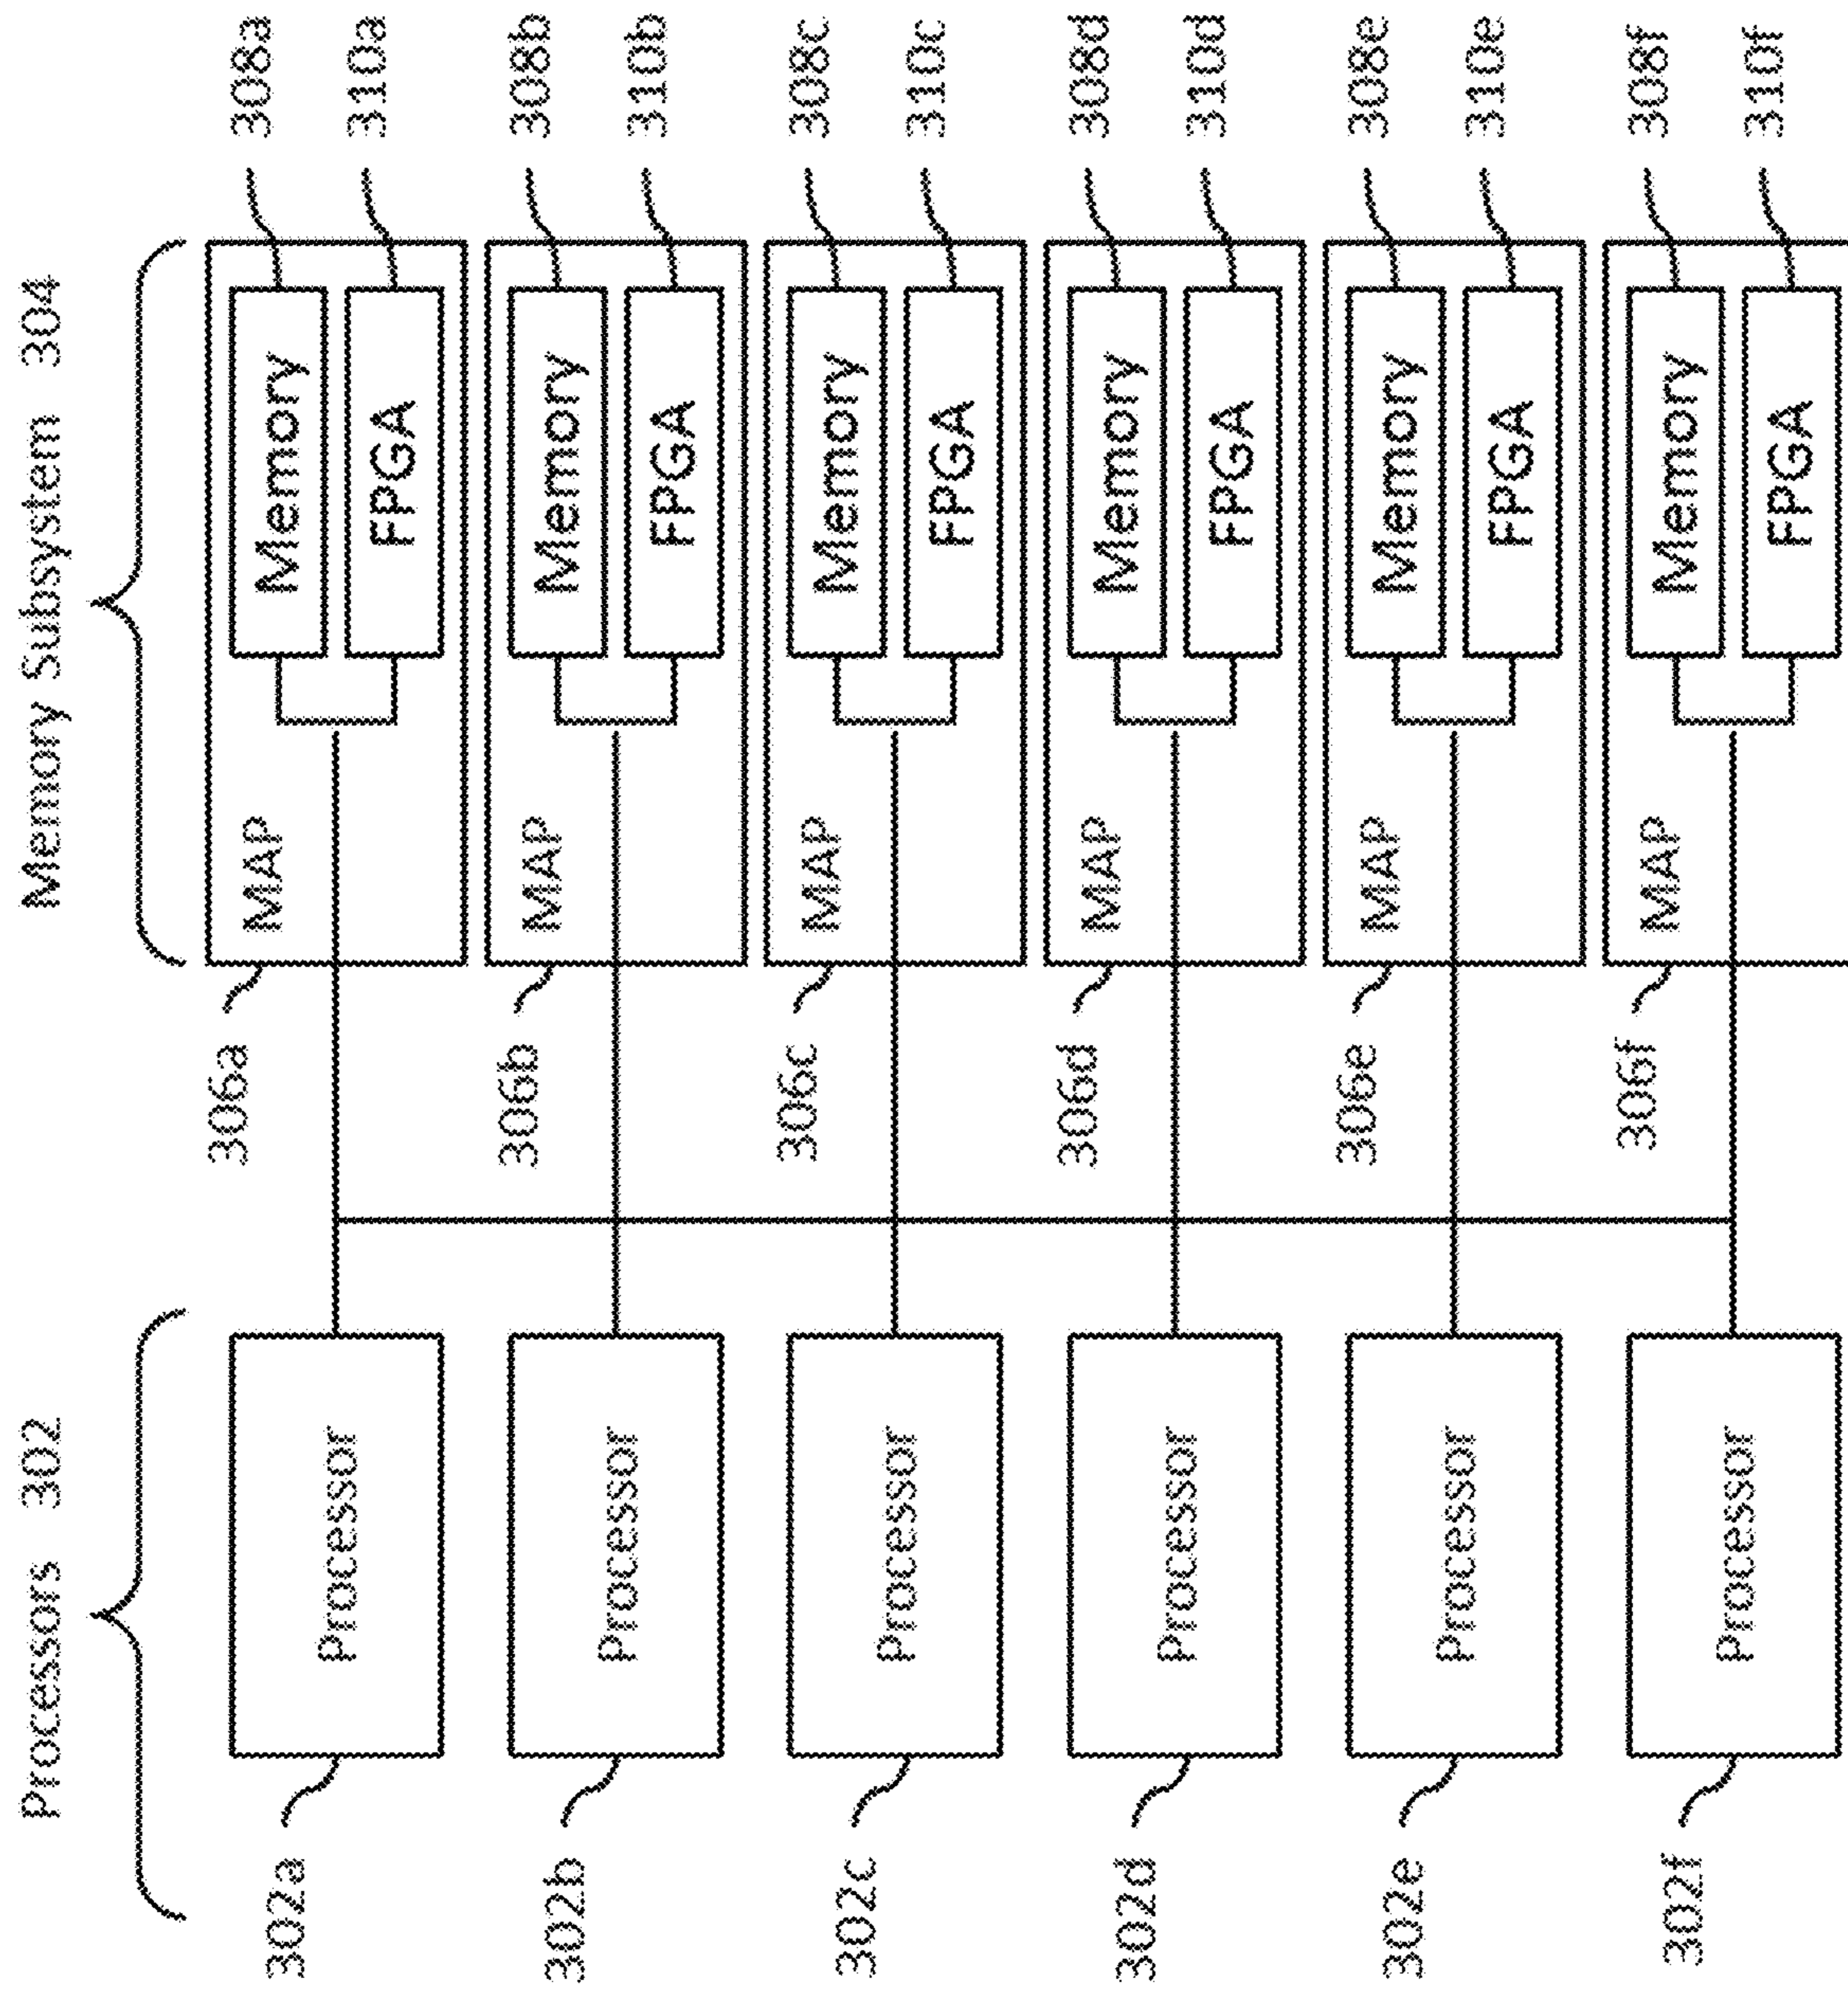 Processors 302
Memory Subsystem 304
302a
Processor
306a
MAP
Memory
308a
FPGA
310a
302b
Processor
306b
MAP
Memory
308b
FPGA
310b
302c
Processor
306c
MAP
Memory
308c
FPGA
310c
302d
Processor
306d
MAP
Memory
308d
FPGA
310d
302e
Processor
306e
MAP
Memory
308e
FPGA
310e
302f
Processor
306f
MAP
Memory
308f
FPGA
310f